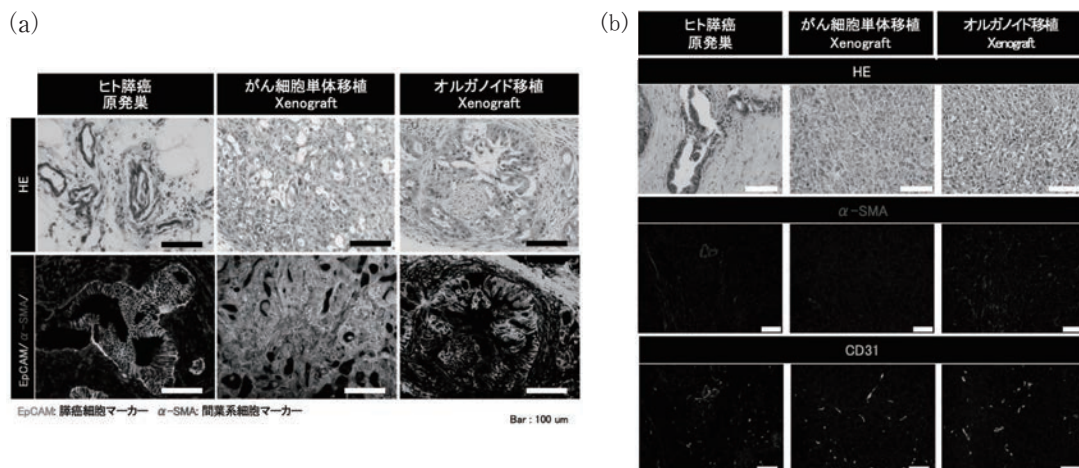 (a)
ヒト膵癌
原発巣
がん細胞単体移植
Xenograft
オルガノイド移植
Xenograft
HE
EpCAM/α-SMA/
EpCAM: 膵癌細胞マーカー α-SMA: 間葉系細胞マーカー
Bar : 100 um
(b)
ヒト膵癌
原発巣
がん細胞単体移植
Xenograft
オルガノイド移植
Xenograft
HE
α-SMA
CD31